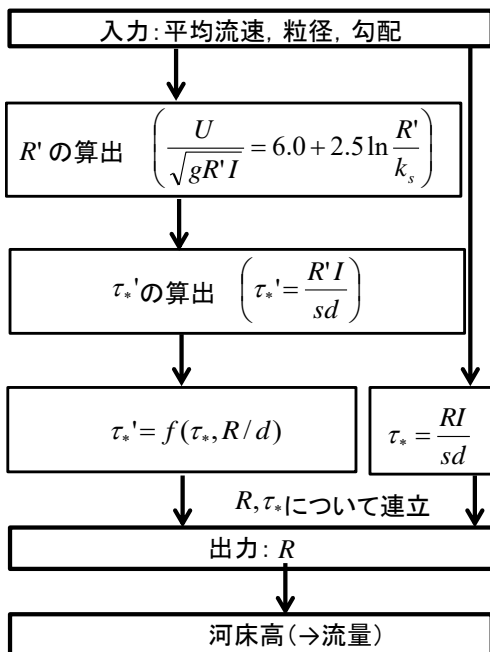 入力：平均流速，粒径，勾配
R' の算出 (U/√(gR'I) = 6.0 + 2.5 ln R'/k_s)
τ*'の算出 (τ*' = R'I/sd)
τ*' = f(τ*, R/d)
τ* = RI/sd
R, τ*について連立
出力：R
河床高(→流量)